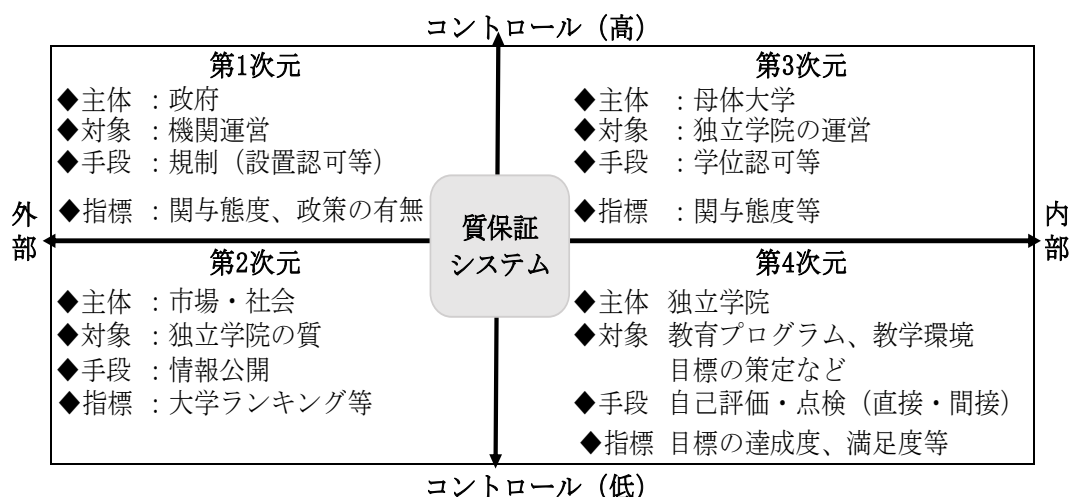 コントロール（高）
第1次元
◆主体 ：政府
◆対象 ：機関運営
◆手段 ：規制（設置認可等）
◆指標 ：関与態度、政策の有無
第3次元
◆主体 ：母体大学
◆対象 ：独立学院の運営
◆手段 ：学位認可等
◆指標 ：関与態度等
外部
質保証
システム
内部
第2次元
◆主体 ：市場・社会
◆対象 ：独立学院の質
◆手段 ：情報公開
◆指標 ：大学ランキング等
第4次元
◆主体 独立学院
◆対象 教育プログラム、教学環境
目標の策定など
◆手段 自己評価・点検（直接・間接）
◆指標 目標の達成度、満足度等
コントロール（低）